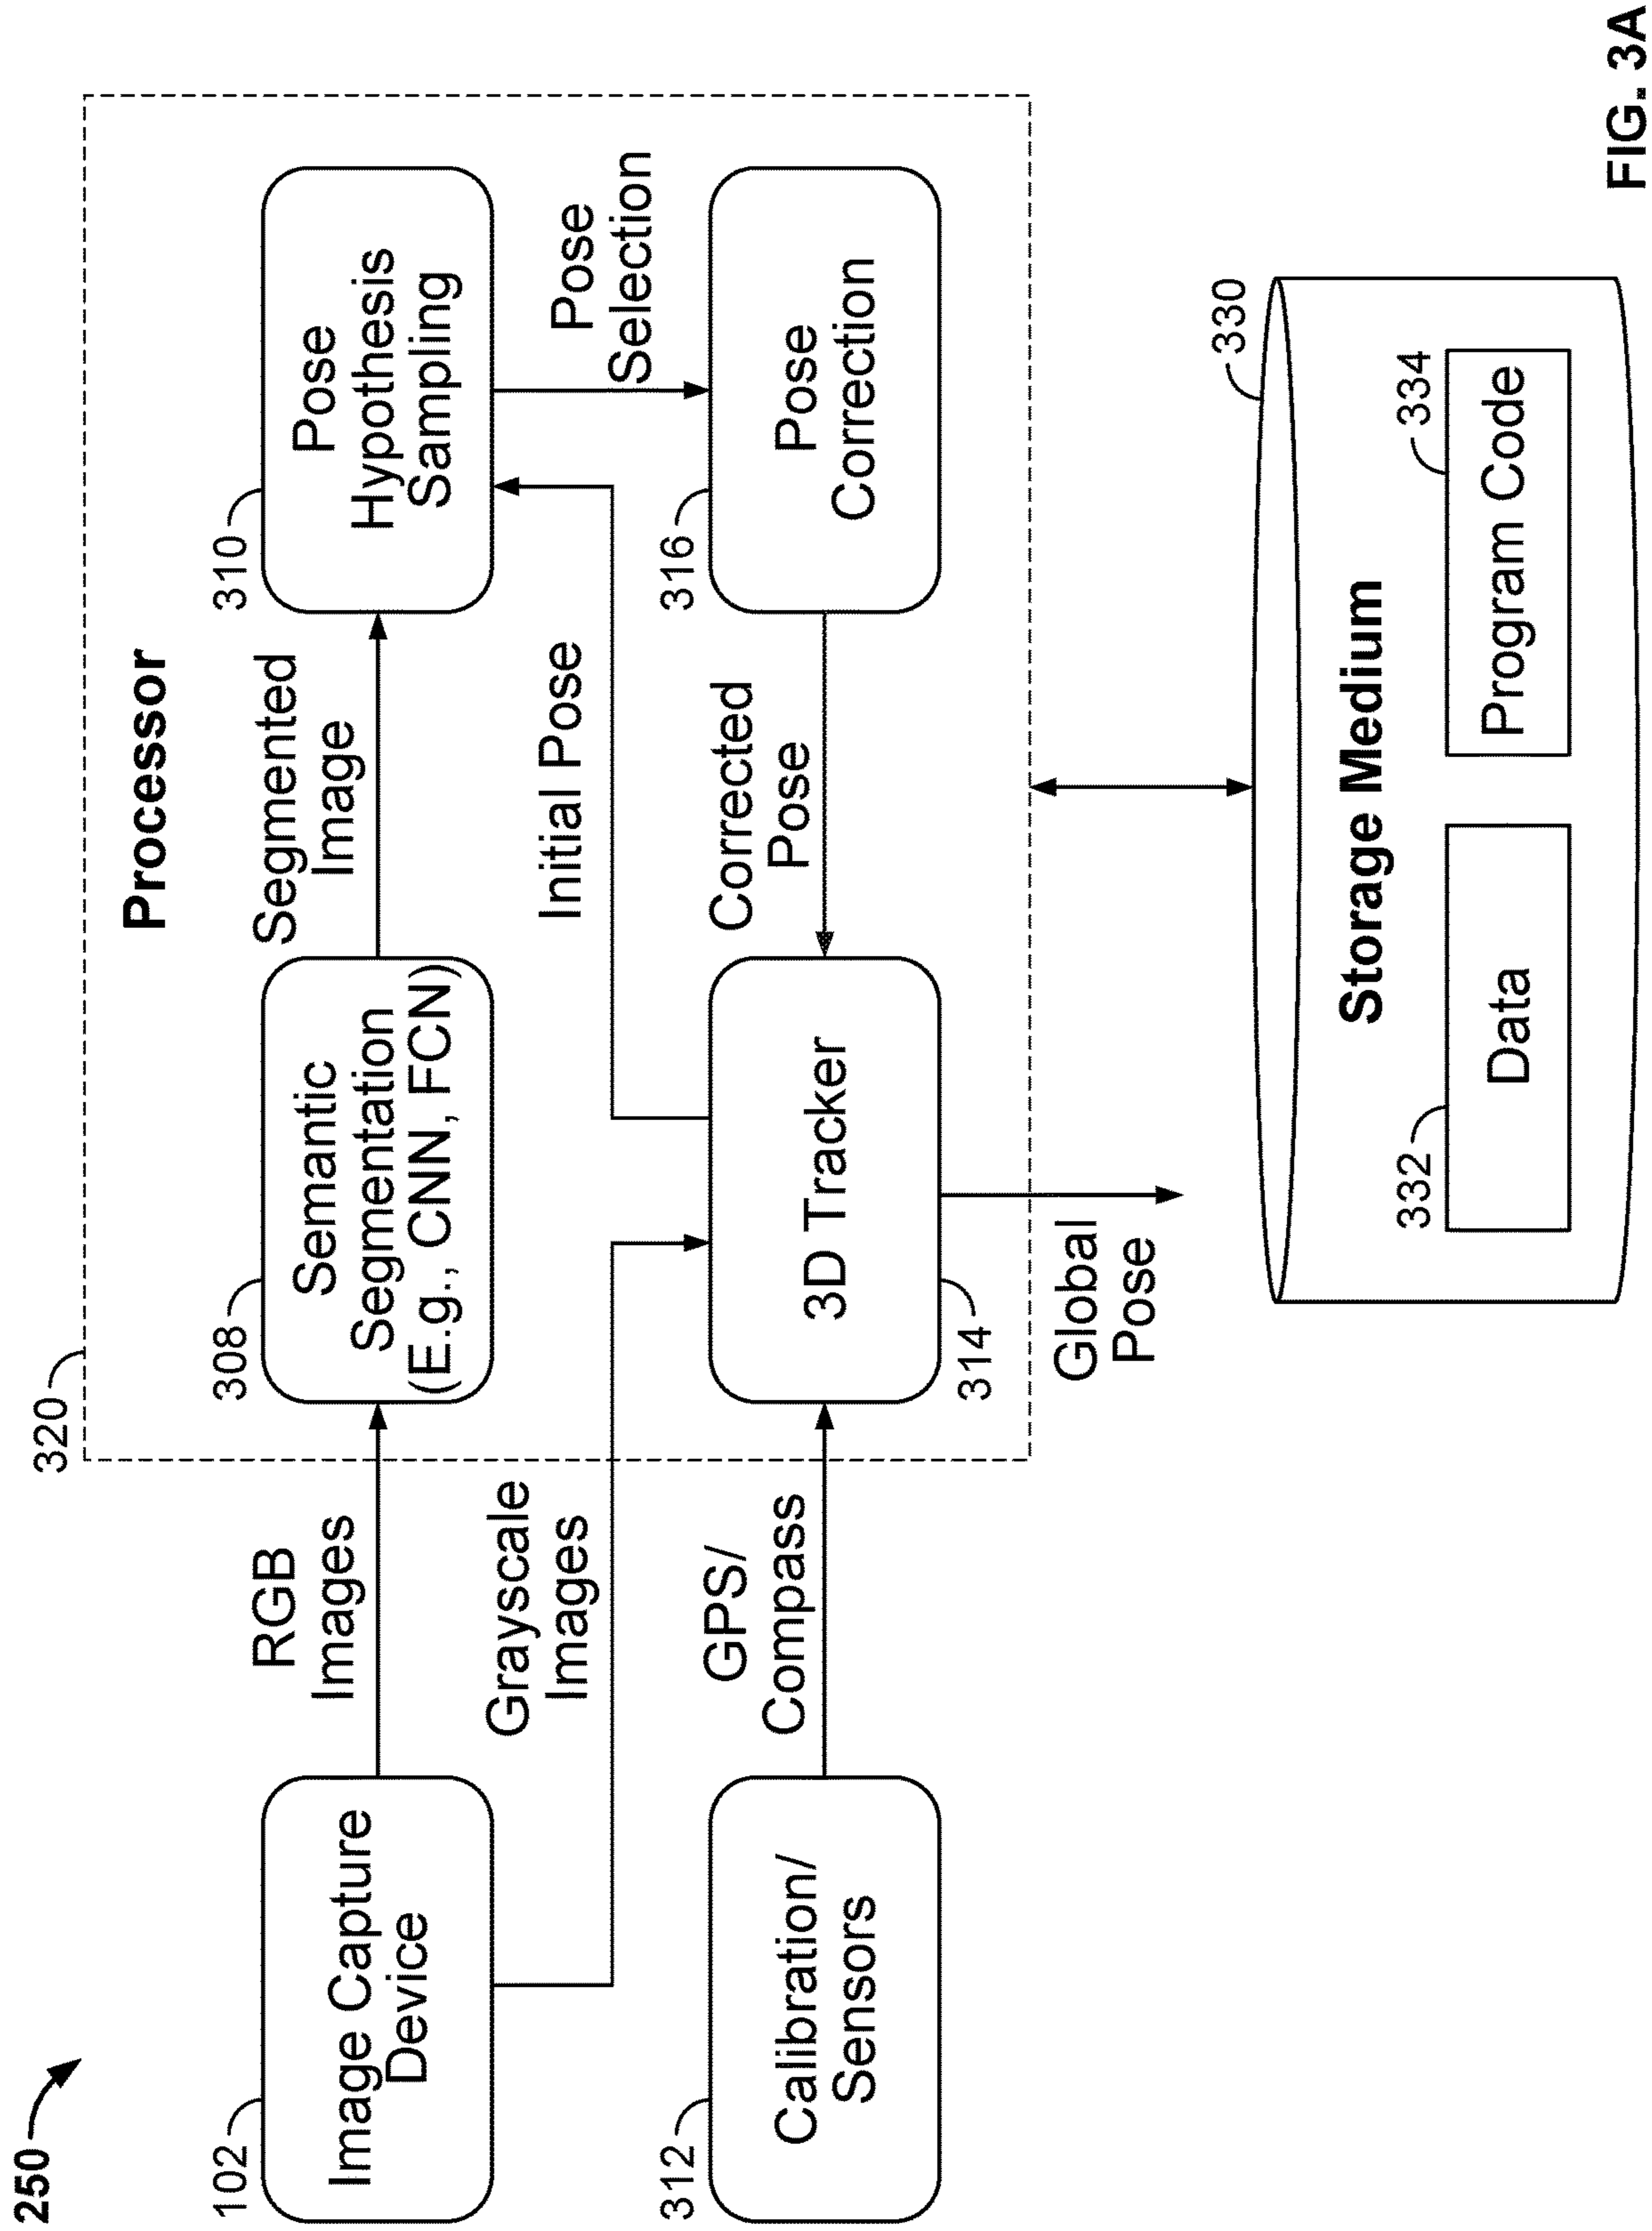 250
320
Processor
102
Image Capture
Device
RGB
Images
308
Semantic
Segmentation
(E.g., CNN, FCN)
Segmented
Image
310
Pose
Hypothesis
Sampling
Grayscale
Images
Initial Pose
Pose
Selection
312
Calibration/
Sensors
GPS/
Compass
3D Tracker
314
Corrected
Pose
316
Pose
Correction
Global
Pose
330
Storage Medium
332
Data
334
Program Code
FIG. 3A